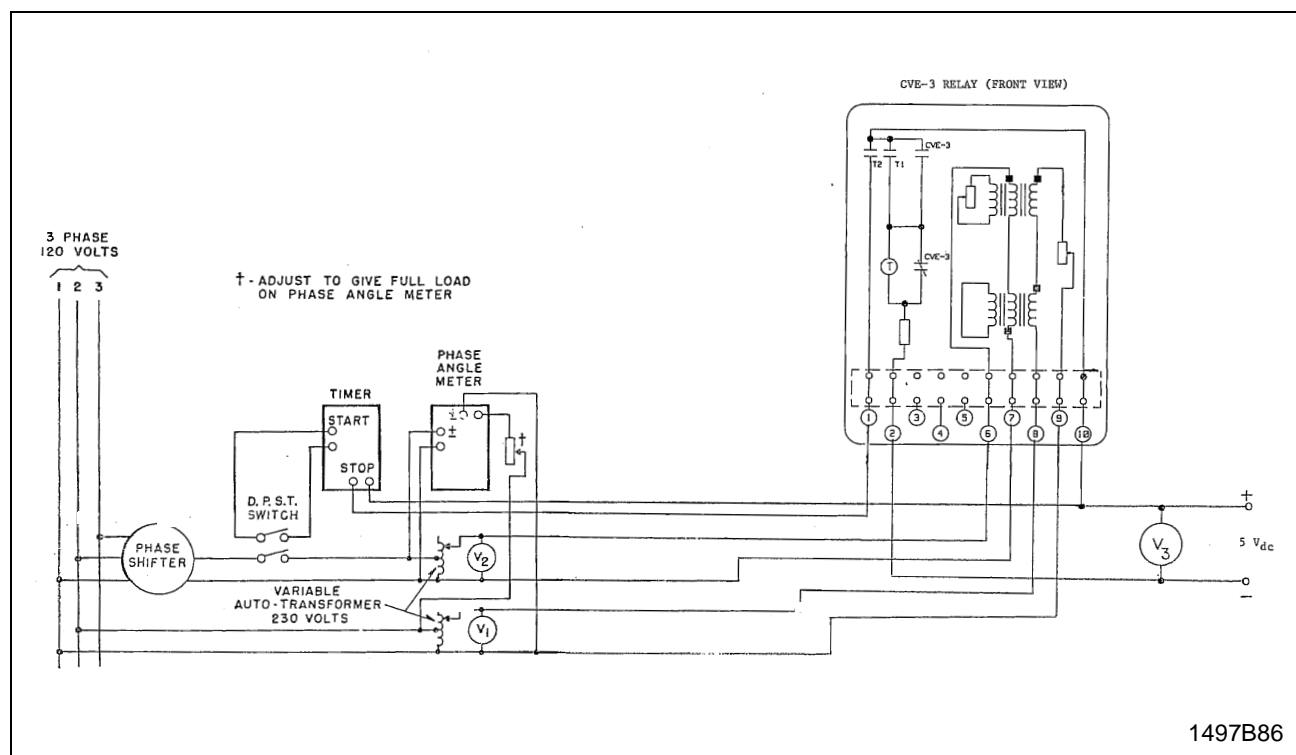 CVE-3 RELAY (FRONT VIEW)
T2
T1
CVE-3
T
CVE-3
1
2
3
4
5
6
7
8
9
10
3 PHASE
120 VOLTS
1 2 3
† - ADJUST TO GIVE FULL LOAD
ON PHASE ANGLE METER
PHASE
ANGLE
METER
±
±
†
TIMER
START
STOP
D.P.S.T.
SWITCH
PHASE
SHIFTER
VARIABLE
AUTO-TRANSFORMER
230 VOLTS
V2
V1
V3
+
5 Vdc
−
1497B86